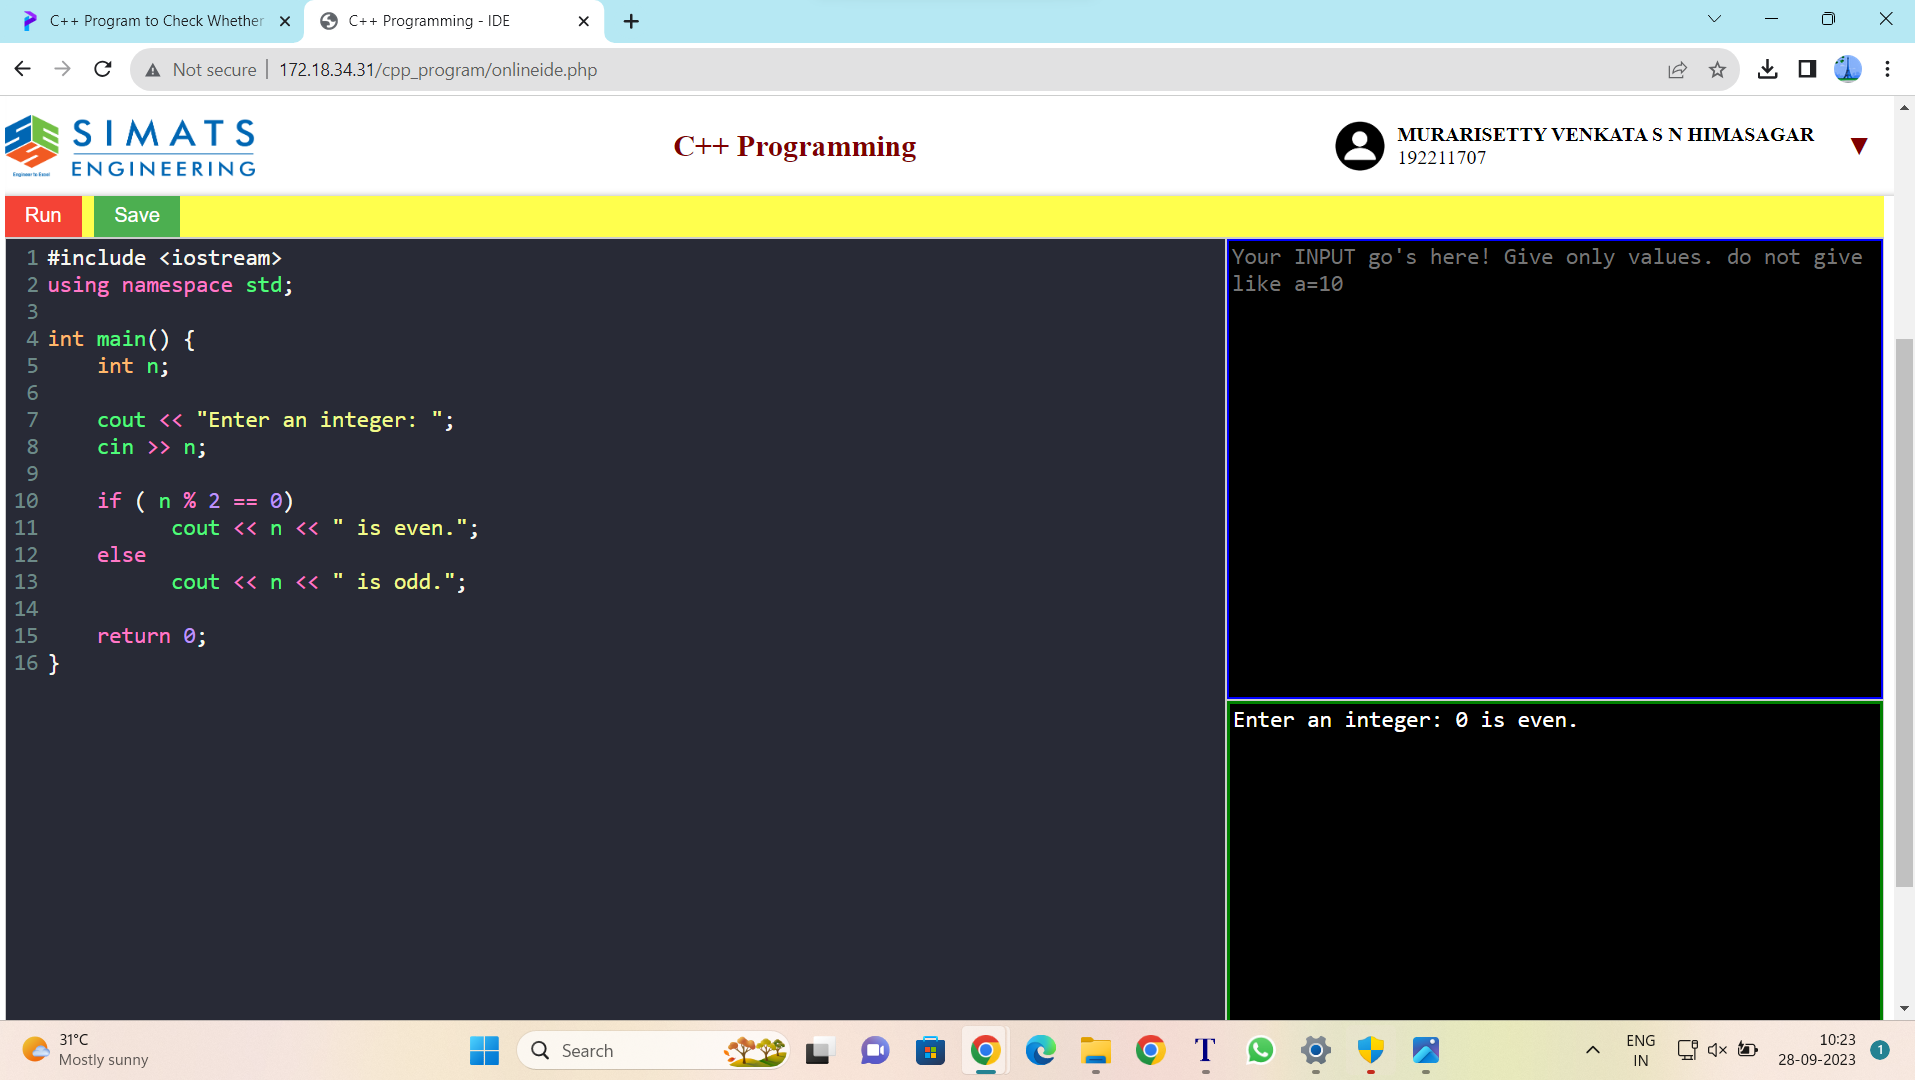 C++ Program to Check Whether
C++ Programming - IDE
Not secure
172.18.34.31/cpp_program/onlineide.php
SIMATS
ENGINEERING
Engineer to Excel
C++ Programming
MURARISETTY VENKATA S N HIMASAGAR
192211707
Run
Save
1 #include <iostream>
2 using namespace std;
3
4 int main() {
5     int n;
6
7     cout << "Enter an integer: ";
8     cin >> n;
9
10     if ( n % 2 == 0)
11           cout << n << " is even.";
12     else
13           cout << n << " is odd.";
14
15     return 0;
16 }
Your INPUT go's here! Give only values. do not give
like a=10
Enter an integer: 0 is even.
31°C
Mostly sunny
Search
T
ENG
IN
10:23
28-09-2023
1